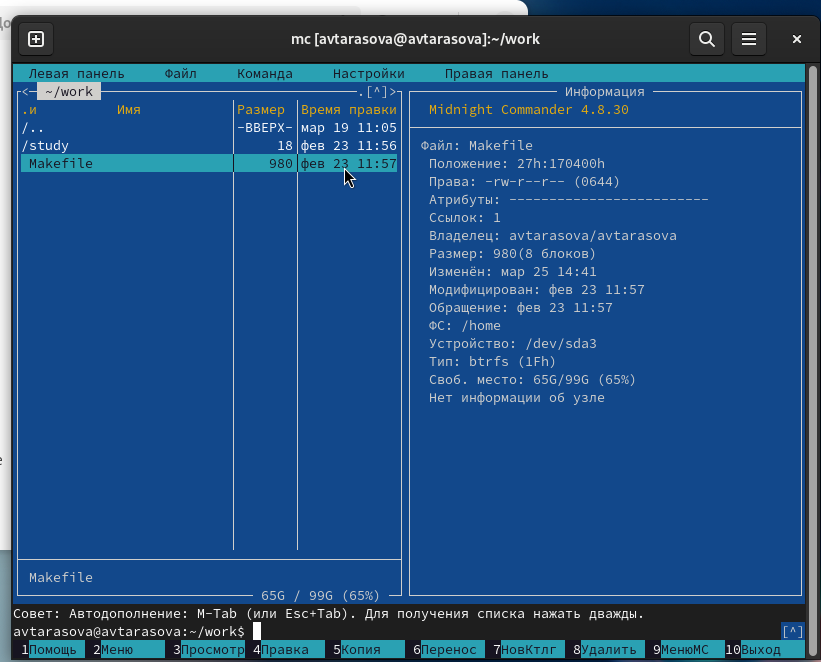 mc [avtarasova@avtarasova]:~/work
Левая панель Файл Команда Настройки Правая панель
<─ ~/work .[^]>
.и Имя Размер Время правки
/.. -ВВЕРХ- мар 19 11:05
/study 18 фев 23 11:56
Makefile 980 фев 23 11:57
Makefile
65G / 99G (65%)
Информация
Midnight Commander 4.8.30
Файл: Makefile
Положение: 27h:170400h
Права: -rw-r--r-- (0644)
Атрибуты: -------------------------
Ссылок: 1
Владелец: avtarasova/avtarasova
Размер: 980(8 блоков)
Изменён: мар 25 14:41
Модифицирован: фев 23 11:57
Обращение: фев 23 11:57
ФС: /home
Устройство: /dev/sda3
Тип: btrfs (1Fh)
Своб. место: 65G/99G (65%)
Нет информации об узле
Совет: Автодополнение: M-Tab (или Esc+Tab). Для получения списка нажать дважды.
avtarasova@avtarasova:~/work$ [^]
1Помощь 2Меню 3Просмотр 4Правка 5Копия 6Перенос 7НовКтлг 8Удалить 9МенюMC 10Выход